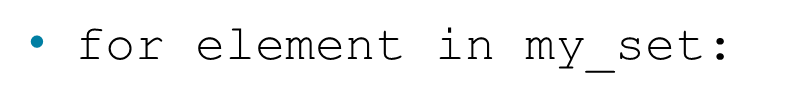 • for element in my_set: